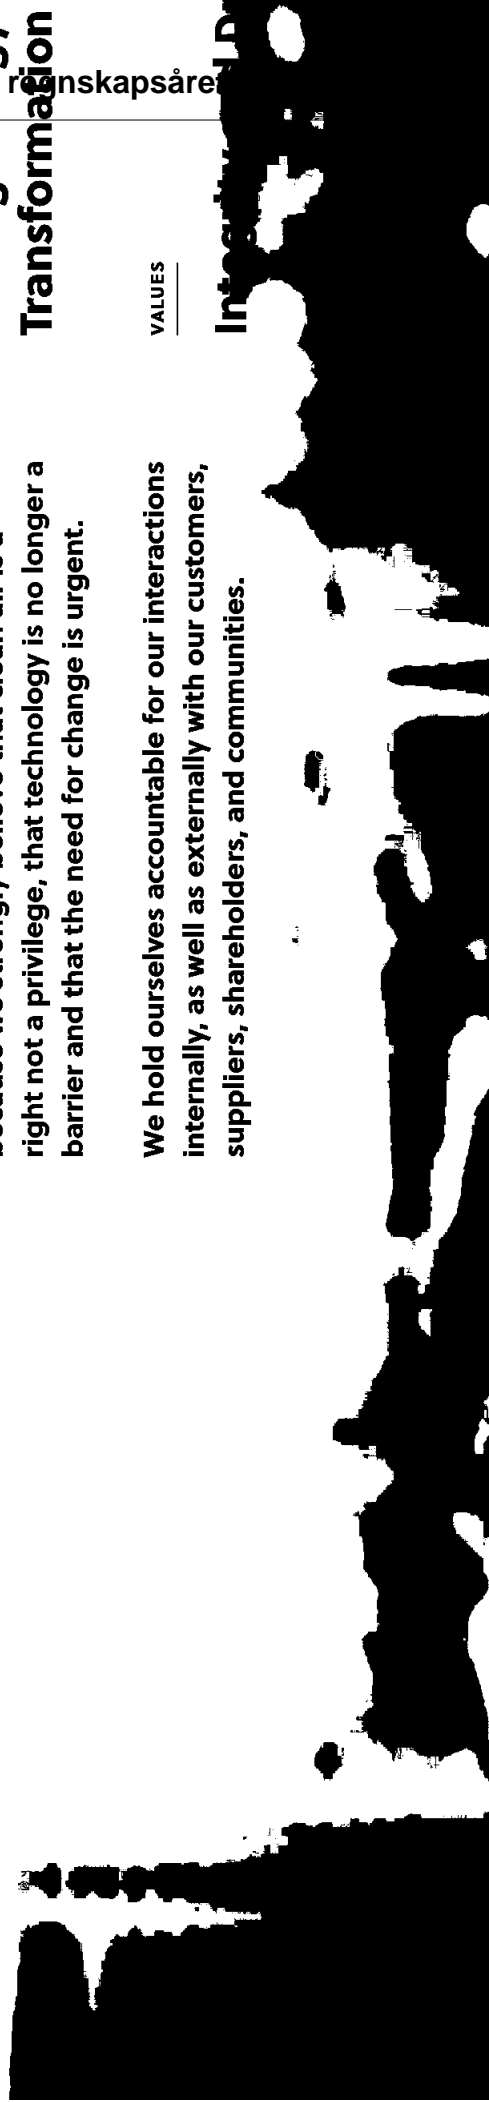 regnskapsåret
Transformation
right not a privilege, that technology is no longer a
barrier and that the need for change is urgent.
VALUES
We hold ourselves accountable for our interactions
internally, as well as externally with our customers,
suppliers, shareholders, and communities.